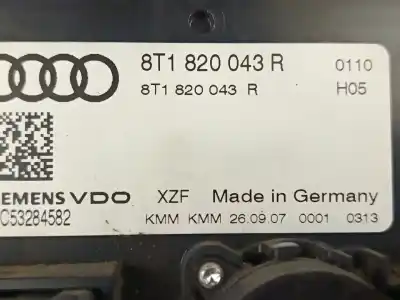 8T1 820 043 R 0110
8T1 820 043 R H05
IEMENS VDO XZF Made in Germany
C53284582 KMM KMM 26.09.07 0001 0313